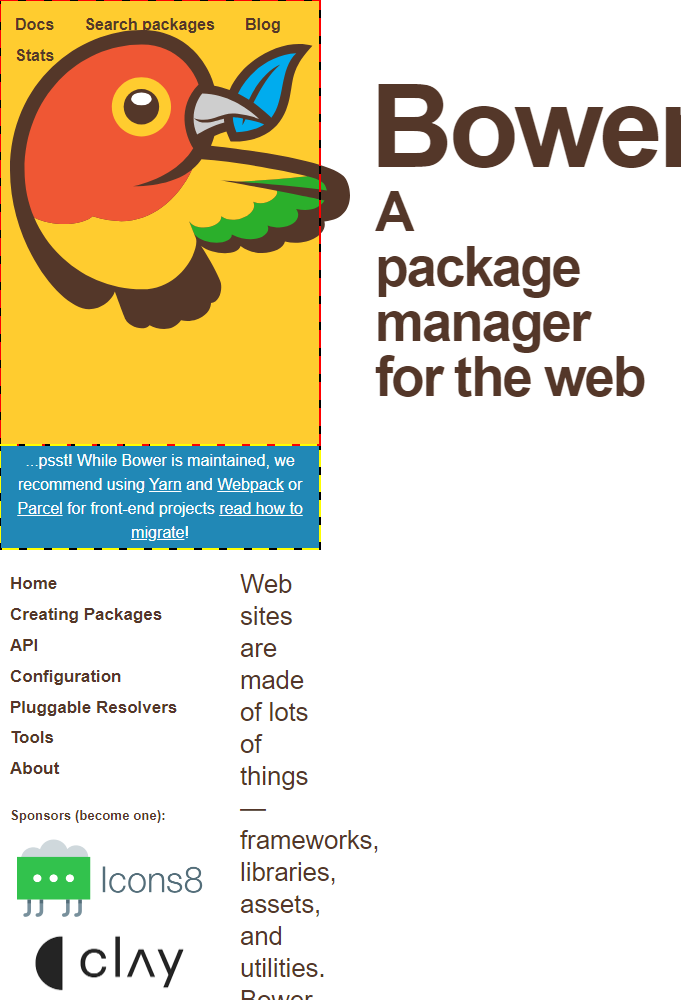 Docs Search packages Blog
Stats
Bower
A
package
manager
for the web
...psst! While Bower is maintained, we
recommend using Yarn and Webpack or
Parcel for front-end projects read how to
migrate!
Home
Creating Packages
API
Configuration
Pluggable Resolvers
Tools
About
Sponsors (become one):
Icons8
clay
Web
sites
are
made
of lots
of
things
—
frameworks,
libraries,
assets,
and
utilities.
Bower